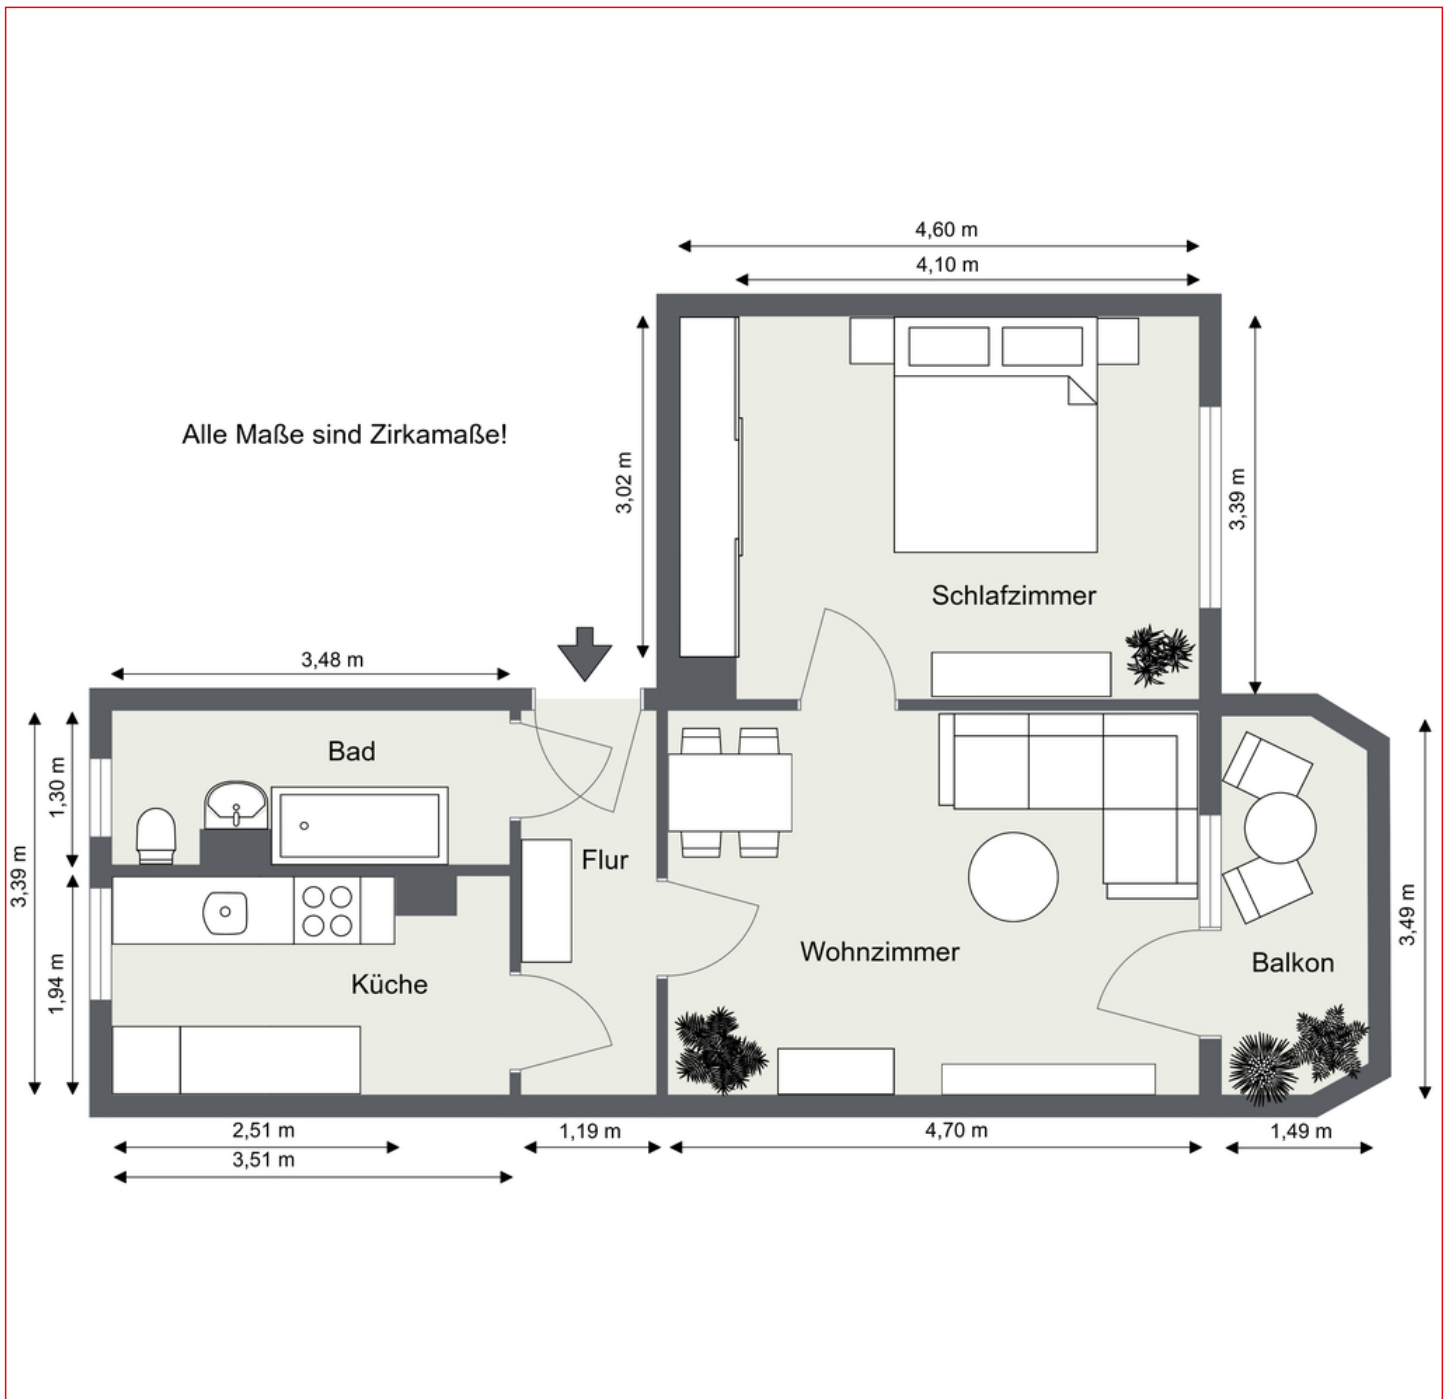 4,60 m
4,10 m
Alle Maße sind Zirkamaße!
3,02 m
3,39 m
Schlafzimmer
3,48 m
Bad
1,30 m
3,39 m
Flur
Wohnzimmer
Balkon
3,49 m
Küche
1,94 m
2,51 m
1,19 m
4,70 m
1,49 m
3,51 m